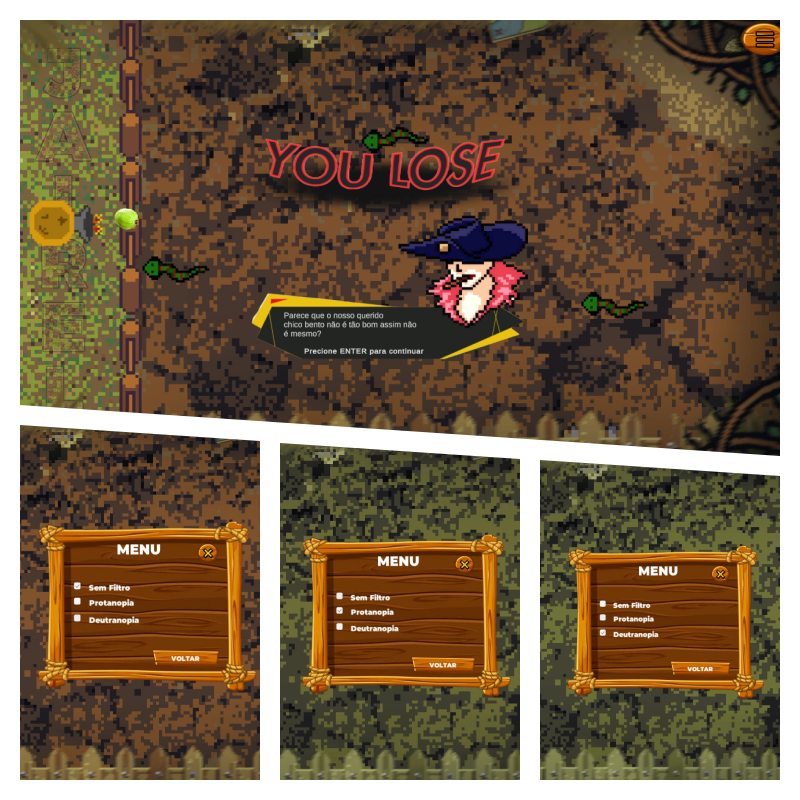 YOU LOSE
Parece que o nosso querido
chico bento não é tão bom assim não
é mesmo?
Precione ENTER para continuar
MENU
Sem Filtro
Protanopia
Deutranopia
VOLTAR
MENU
Sem Filtro
Protanopia
Deutranopia
VOLTAR
MENU
Sem Filtro
Protanopia
Deutranopia
VOLTAR